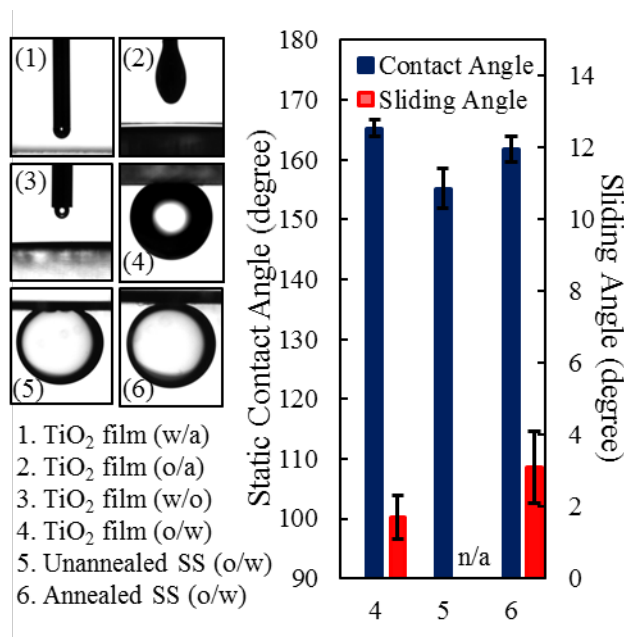 (1)
(2)
(3)
(4)
(5)
(6)
1. TiO₂ film (w/a)
2. TiO₂ film (o/a)
3. TiO₂ film (w/o)
4. TiO₂ film (o/w)
5. Unannealed SS (o/w)
6. Annealed SS (o/w)
Static Contact Angle (degree)
180
170
160
150
140
130
120
110
100
90
Contact Angle
Sliding Angle
n/a
4
5
6
14
12
10
8
6
4
2
0
Sliding Angle (degree)